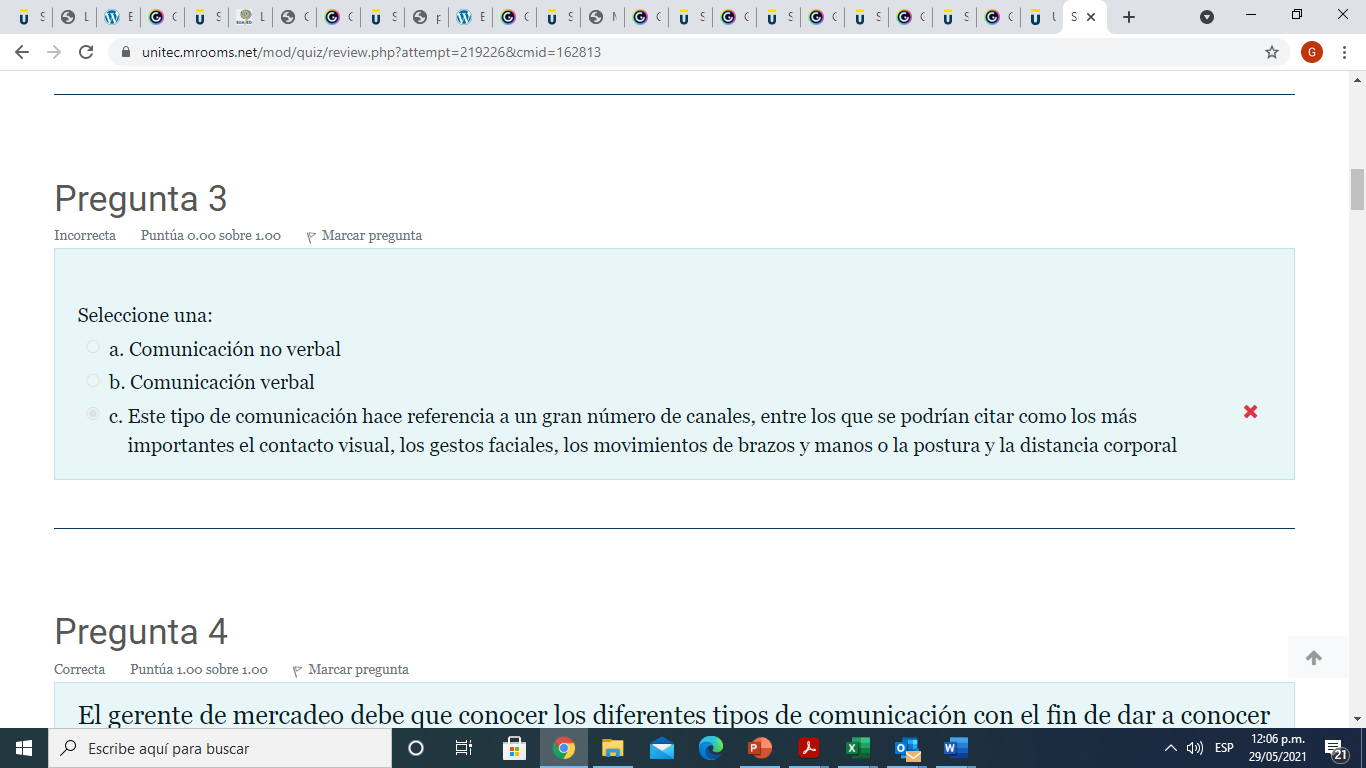 unitec.mrooms.net/mod/quiz/review.php?attempt=219226&cmid=162813
G
Pregunta 3
Incorrecta Puntúa 0.00 sobre 1.00 Marcar pregunta
Seleccione una:
a. Comunicación no verbal
b. Comunicación verbal
c. Este tipo de comunicación hace referencia a un gran número de canales, entre los que se podrían citar como los más
importantes el contacto visual, los gestos faciales, los movimientos de brazos y manos o la postura y la distancia corporal
Pregunta 4
Correcta Puntúa 1.00 sobre 1.00 Marcar pregunta
El gerente de mercadeo debe que conocer los diferentes tipos de comunicación con el fin de dar a conocer
Escribe aquí para buscar
ESP
12:06 p.m.
29/05/2021
21